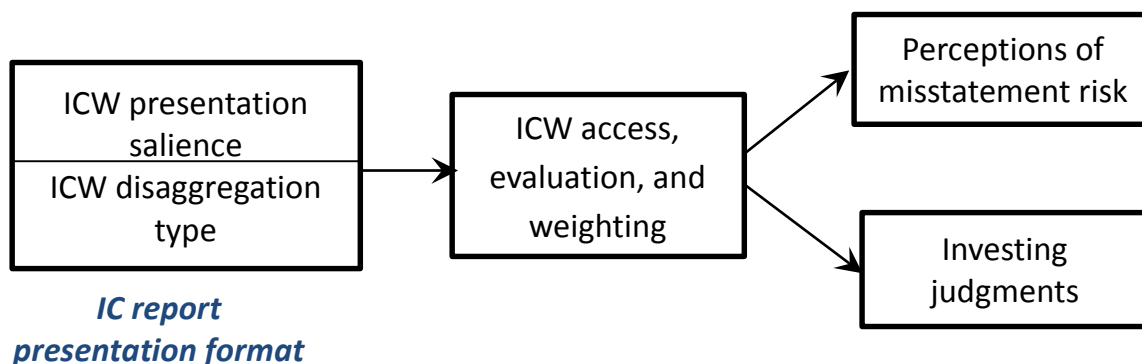 ICW presentation
salience
ICW disaggregation
type
IC report
presentation format
ICW access,
evaluation, and
weighting
Perceptions of
misstatement risk
Investing
judgments